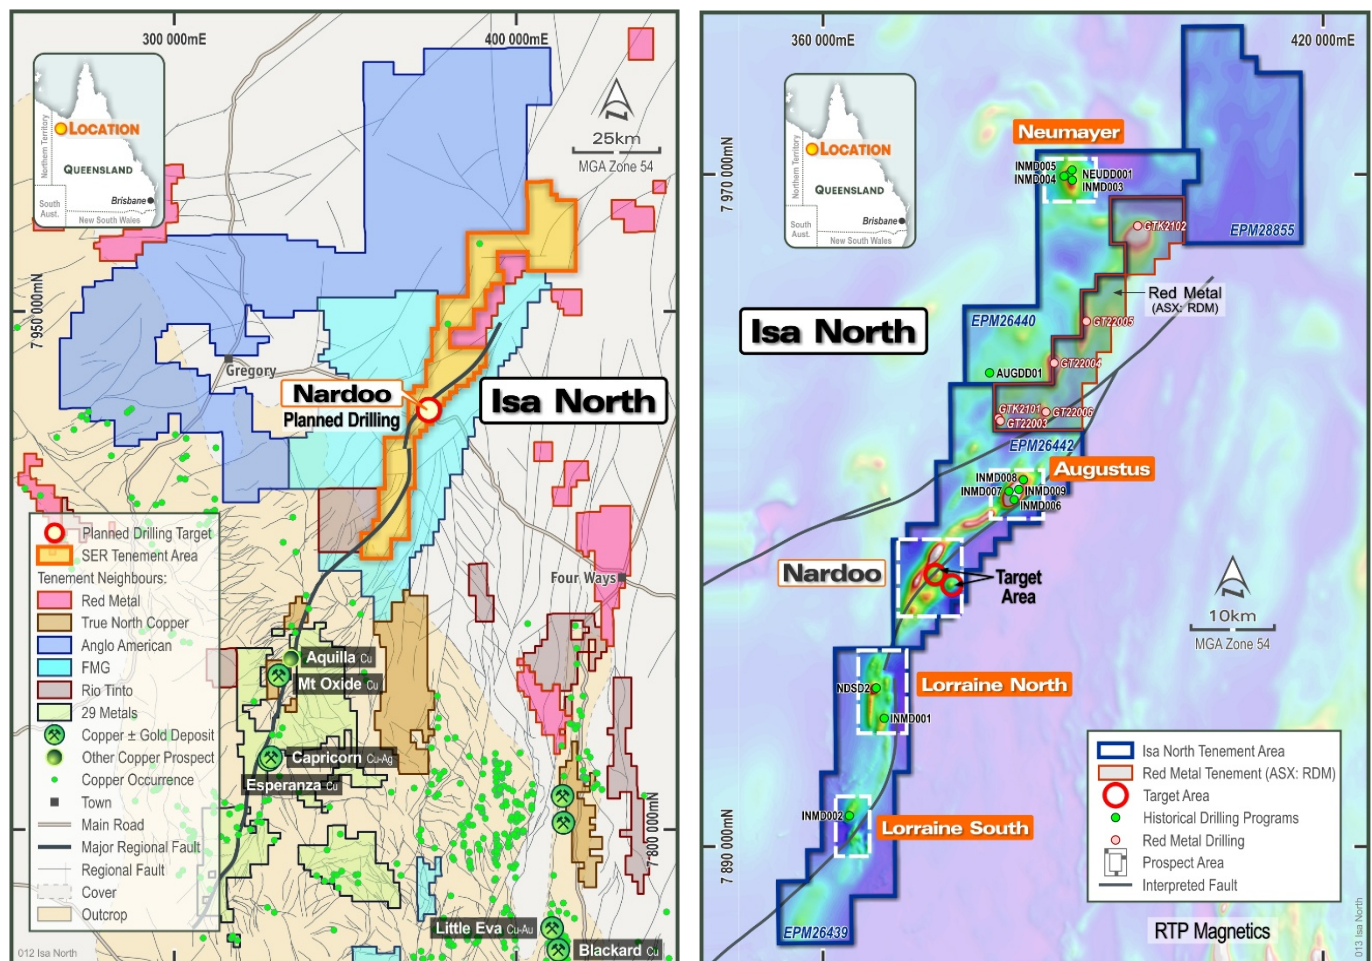 300 000mE
400 000mE
LOCATION
Northern Territory
QUEENSLAND
South
Aust.
Brisbane
New South Wales
25km
MGA Zone 54
7 950 000mN
Gregory
Nardoo
Planned Drilling
Isa North
Four Ways
Planned Drilling Target
SER Tenement Area
Tenement Neighbours:
Red Metal
True North Copper
Anglo American
FMG
Rio Tinto
29 Metals
Copper ± Gold Deposit
Other Copper Prospect
Copper Occurrence
Town
Main Road
Major Regional Fault
Regional Fault
Cover
Outcrop
Aquilla Cu
Mt Oxide Cu
Capricorn Cu-Ag
Esperanza Cu
7 800 000mN
Little Eva Cu-Au
Blackard Cu
012 Isa North
360 000mE
420 000mE
LOCATION
Northern Territory
QUEENSLAND
South
Aust.
Brisbane
New South Wales
7 970 000mN
Neumayer
INMD005
INMD004
NEUDD001
INMD003
GTK2102
EPM28855
Red Metal
(ASX: RDM)
Isa North
EPM26440
GT22005
GT22004
AUGDD01
GTK2101
GT22006
GT22003
EPM26442
Augustus
INMD008
INMD007
INMD009
INMD006
Nardoo
Target
Area
10km
MGA Zone 54
NDSD2
Lorraine North
INMD001
INMD002
Lorraine South
7 890 000mN
EPM26439
Isa North Tenement Area
Red Metal Tenement (ASX: RDM)
Target Area
Historical Drilling Programs
Red Metal Drilling
Prospect Area
Interpreted Fault
RTP Magnetics
013 Isa North